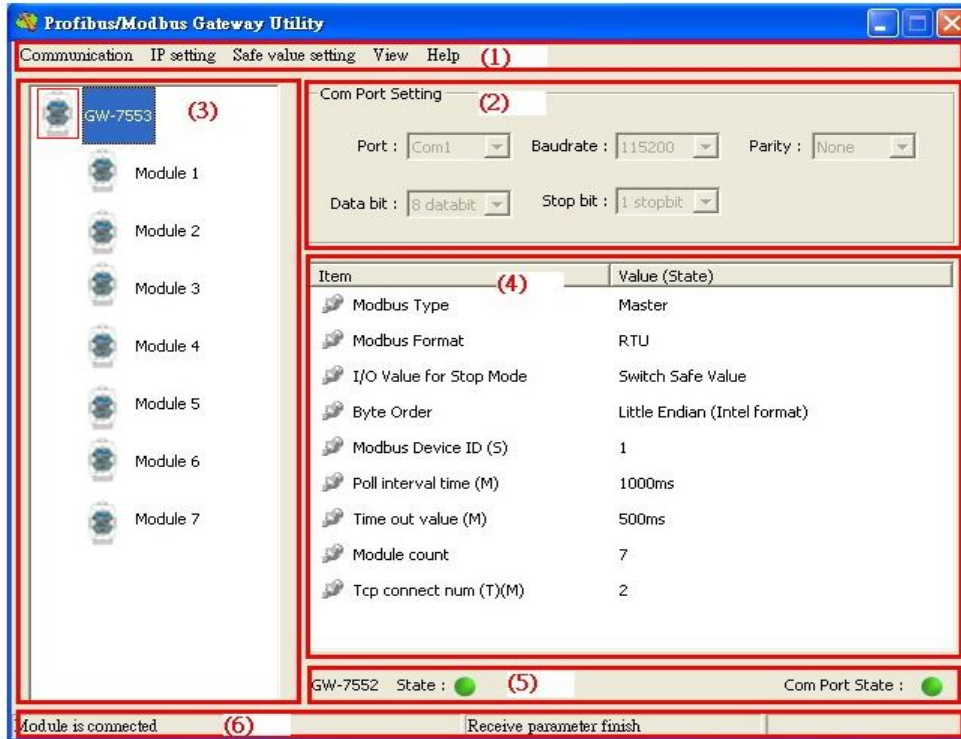 Profibus/Modbus Gateway Utility
Communication IP setting Safe value setting View Help (1)
GW-7553 (3)
Module 1
Module 2
Module 3
Module 4
Module 5
Module 6
Module 7
Com Port Setting (2)
Port : Com1 Baudrate : 115200 Parity : None
Data bit : 8 databit Stop bit : 1 stopbit
Item (4) Value (State)
Modbus Type Master
Modbus Format RTU
I/O Value for Stop Mode Switch Safe Value
Byte Order Little Endian (Intel format)
Modbus Device ID (S) 1
Poll interval time (M) 1000ms
Time out value (M) 500ms
Module count 7
Tcp connect num (T)(M) 2
GW-7552 State : (5) Com Port State :
Module is connected (6) Receive parameter finish